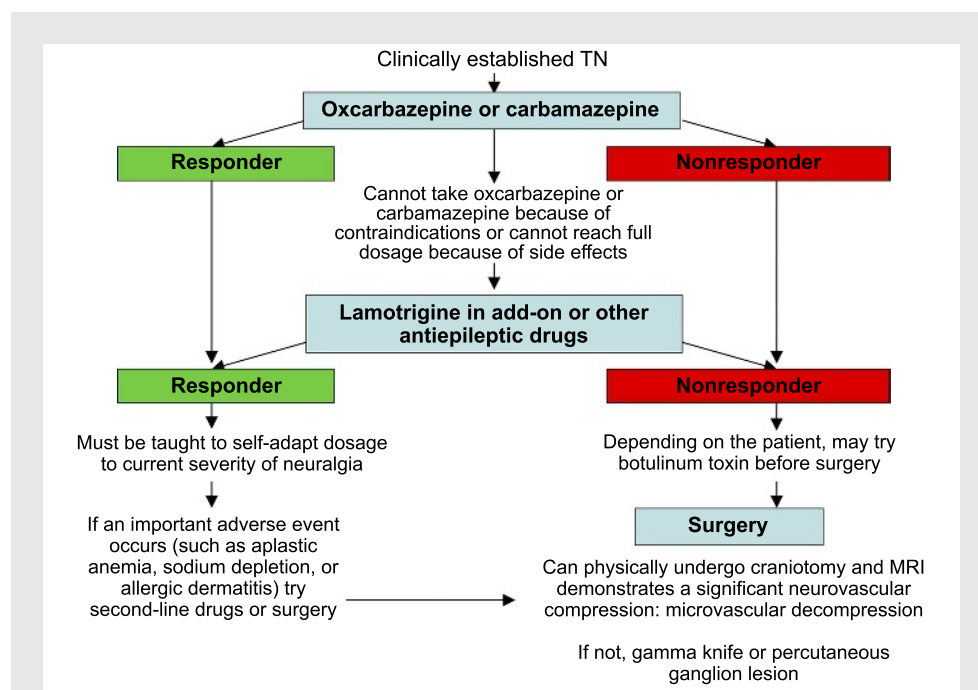 Clinically established TN
Oxcarbazepine or carbamazepine
Responder
Nonresponder
Cannot take oxcarbazepine or
carbamazepine because of
contraindications or cannot reach full
dosage because of side effects
Lamotrigine in add-on or other
antiepileptic drugs
Responder
Nonresponder
Must be taught to self-adapt dosage
to current severity of neuralgia
Depending on the patient, may try
botulinum toxin before surgery
If an important adverse event
occurs (such as aplastic
anemia, sodium depletion, or
allergic dermatitis) try
second-line drugs or surgery
Surgery
Can physically undergo craniotomy and MRI
demonstrates a significant neurovascular
compression: microvascular decompression
If not, gamma knife or percutaneous
ganglion lesion